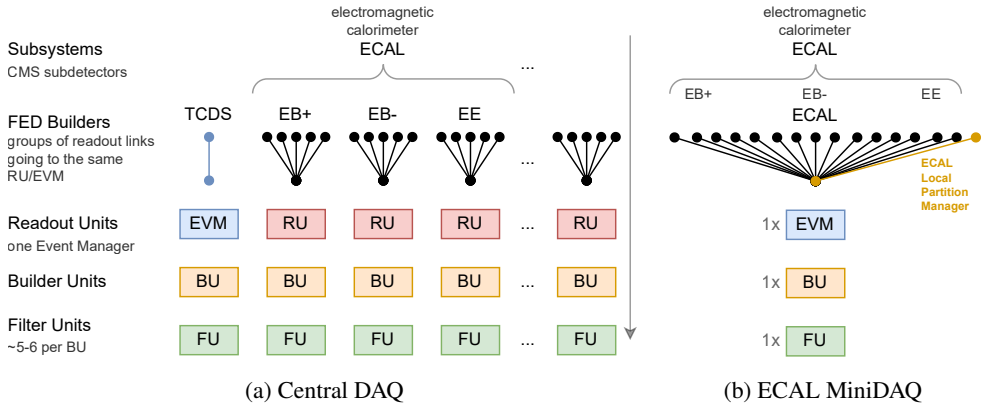 electromagnetic
calorimeter
ECAL
Subsystems
CMS subdetectors
...
FED Builders
groups of readout links
going to the same
RU/EVM
TCDS EB+ EB- EE
...
Readout Units
one Event Manager
EVM RU RU RU ... RU
Builder Units
BU BU BU BU ... BU
Filter Units
~5-6 per BU
FU FU FU FU ... FU
(a) Central DAQ
electromagnetic
calorimeter
ECAL
EB+ EB- EE
ECAL
ECAL
Local
Partition
Manager
1x EVM
1x BU
1x FU
(b) ECAL MiniDAQ